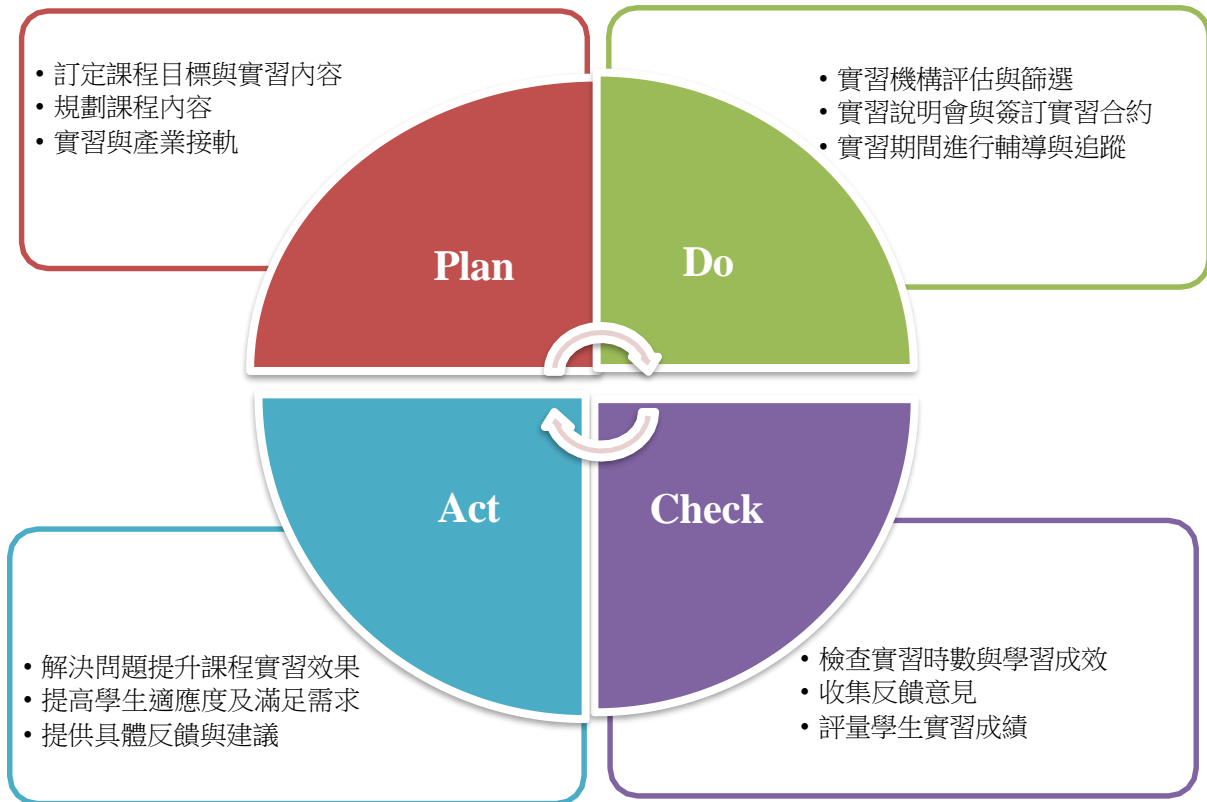 • 訂定課程目標與實習內容
• 規劃課程內容
• 實習與產業接軌
Plan
• 實習機構評估與篩選
• 實習說明會與簽訂實習合約
• 實習期間進行輔導與追蹤
Do
Act
• 解決問題提升課程實習效果
• 提高學生適應度及滿足需求
• 提供具體反饋與建議
Check
• 檢查實習時數與學習成效
• 收集反饋意見
• 評量學生實習成績